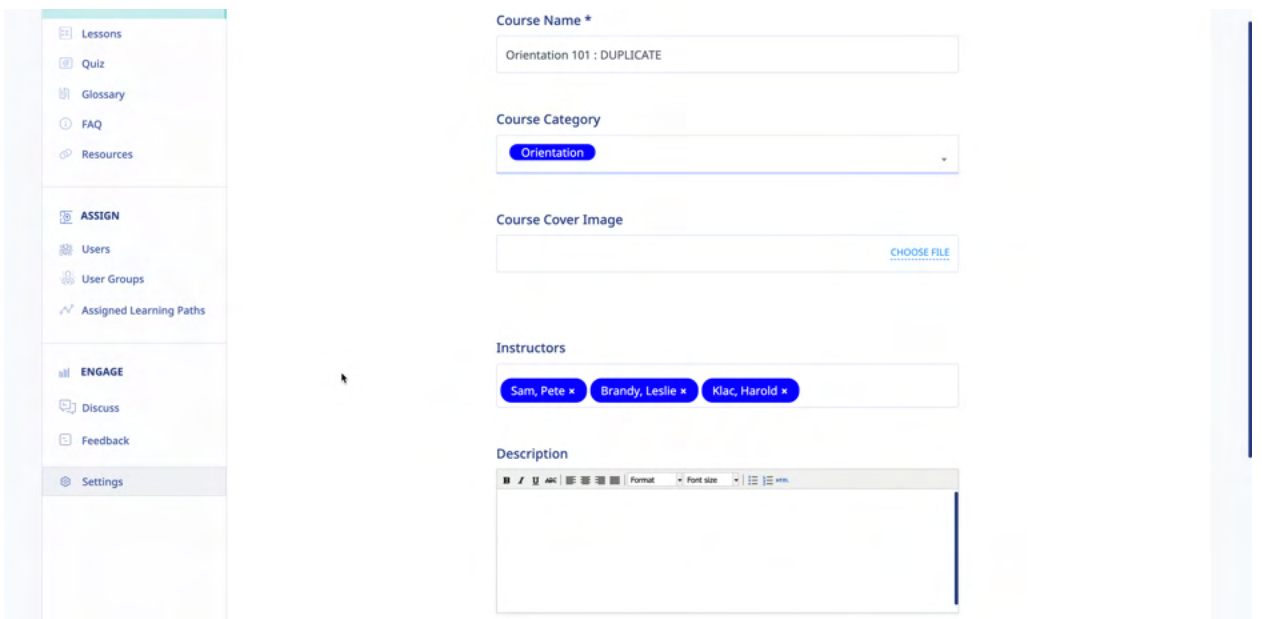 Lessons
Quiz
Glossary
FAQ
Resources
ASSIGN
Users
User Groups
Assigned Learning Paths
ENGAGE
Discuss
Feedback
Settings
Course Name *
Orientation 101 : DUPLICATE
Course Category
Orientation
Course Cover Image
CHOOSE FILE
Instructors
Sam, Pete × Brandy, Leslie × Klac, Harold ×
Description
B I U ABC Format Font size HTML